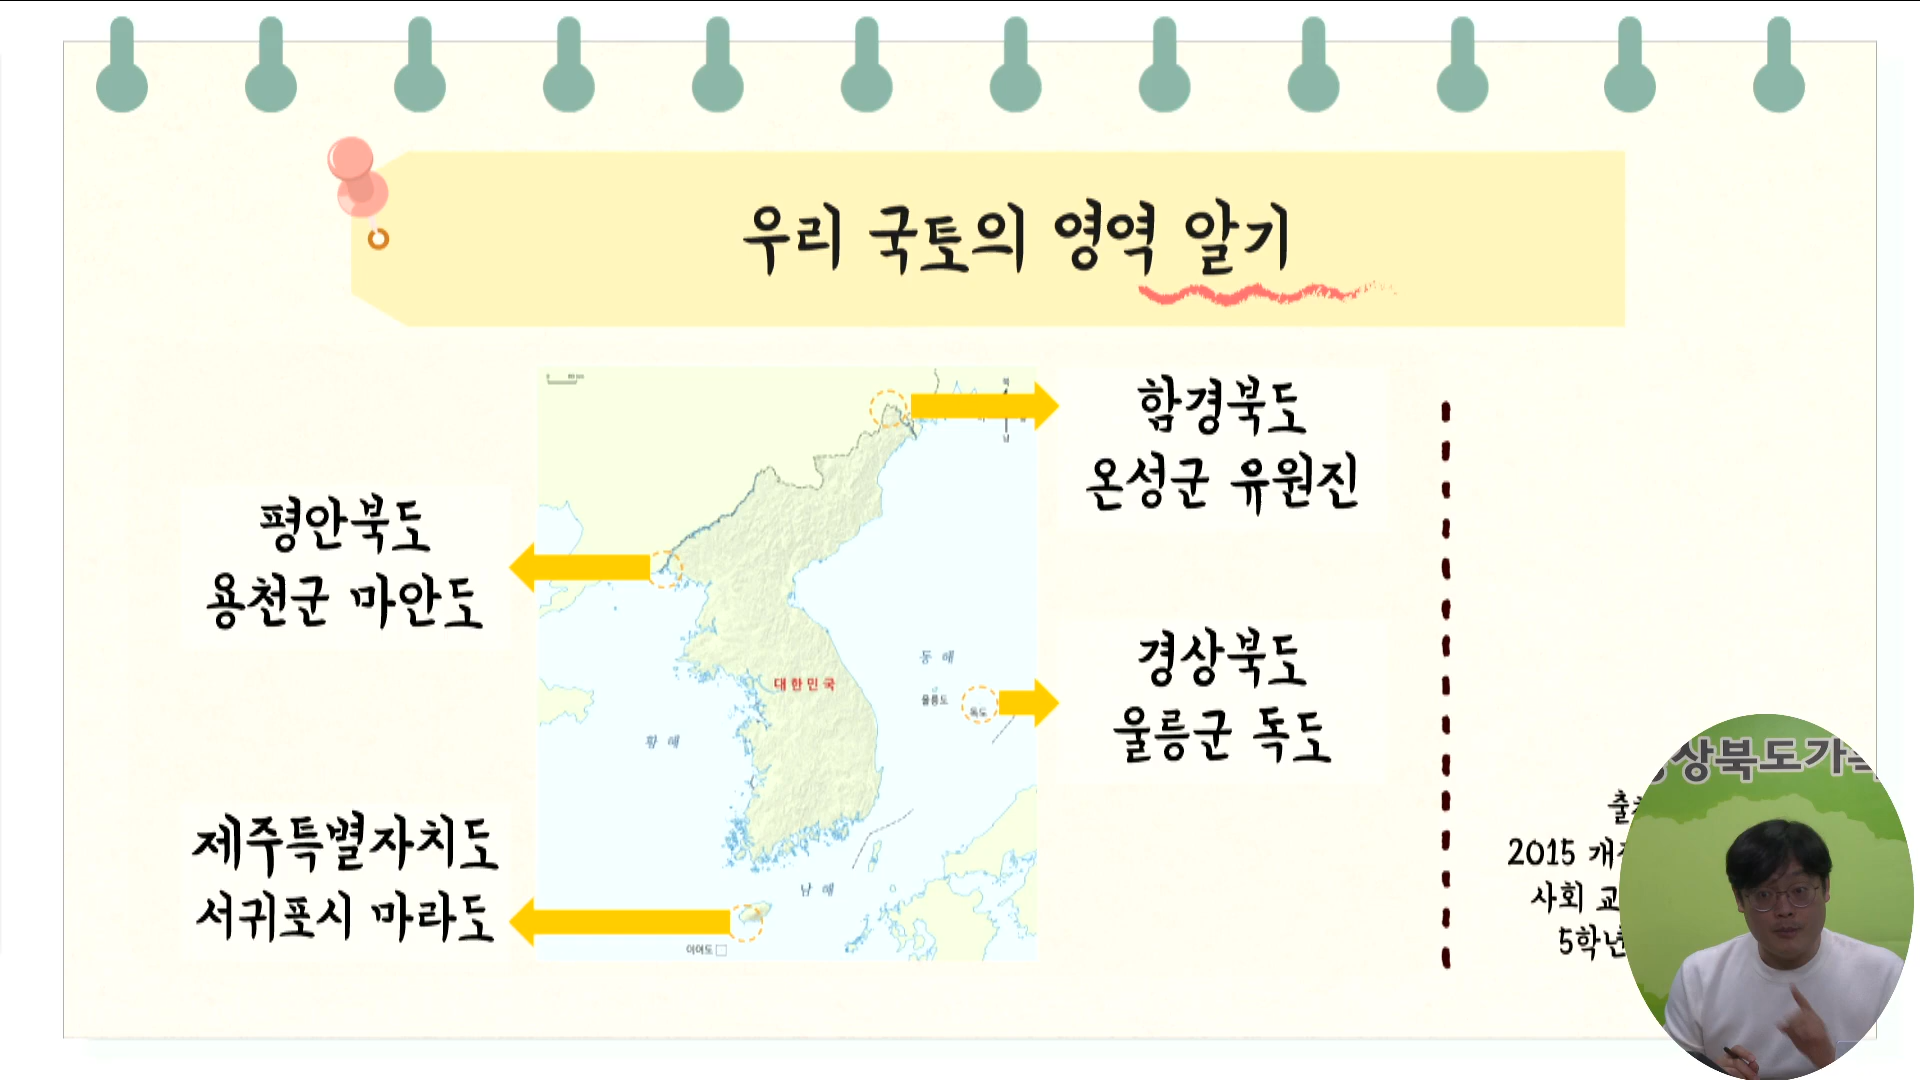 우리 국토의 영역 알기
함경북도
온성군 유원진
평안북도
용천군 마안도
동 해
대 한 민 국
울릉도
독도
황 해
경상북도
울릉군 독도
제주특별자치도
서귀포시 마라도
남 해
이어도
북
남
상북도가
2015
사회
5학년